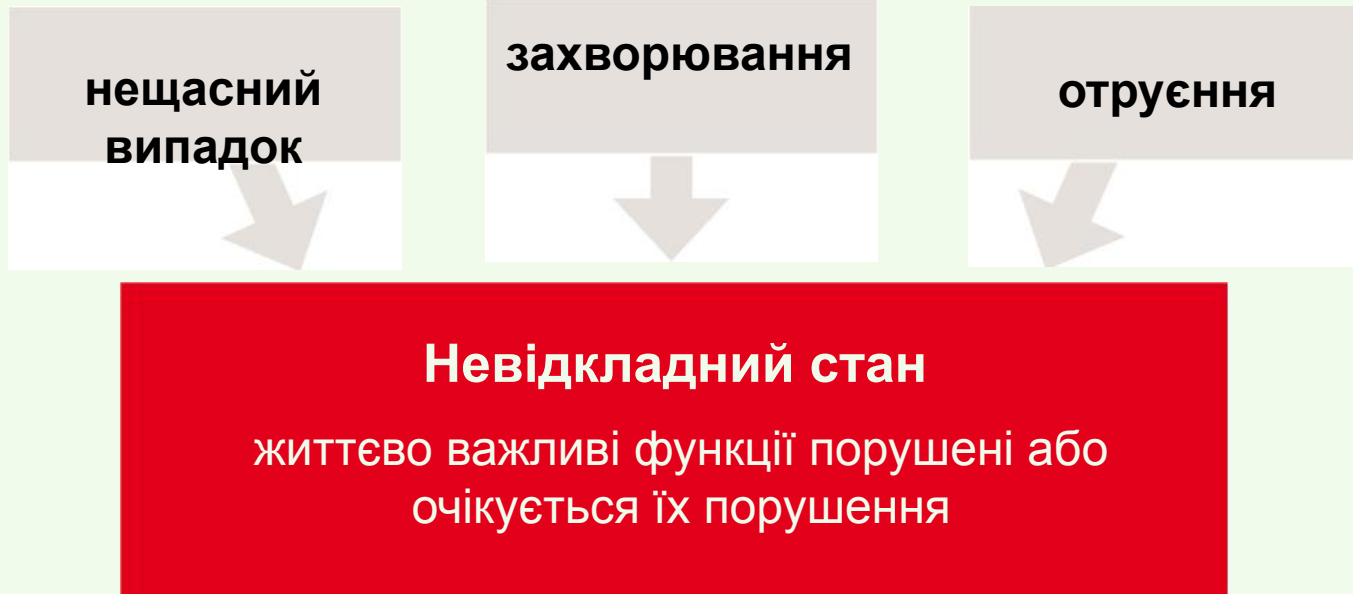 нещасний
випадок
захворювання
отруєння
Невідкладний стан
життєво важливі функції порушені або
очікується їх порушення